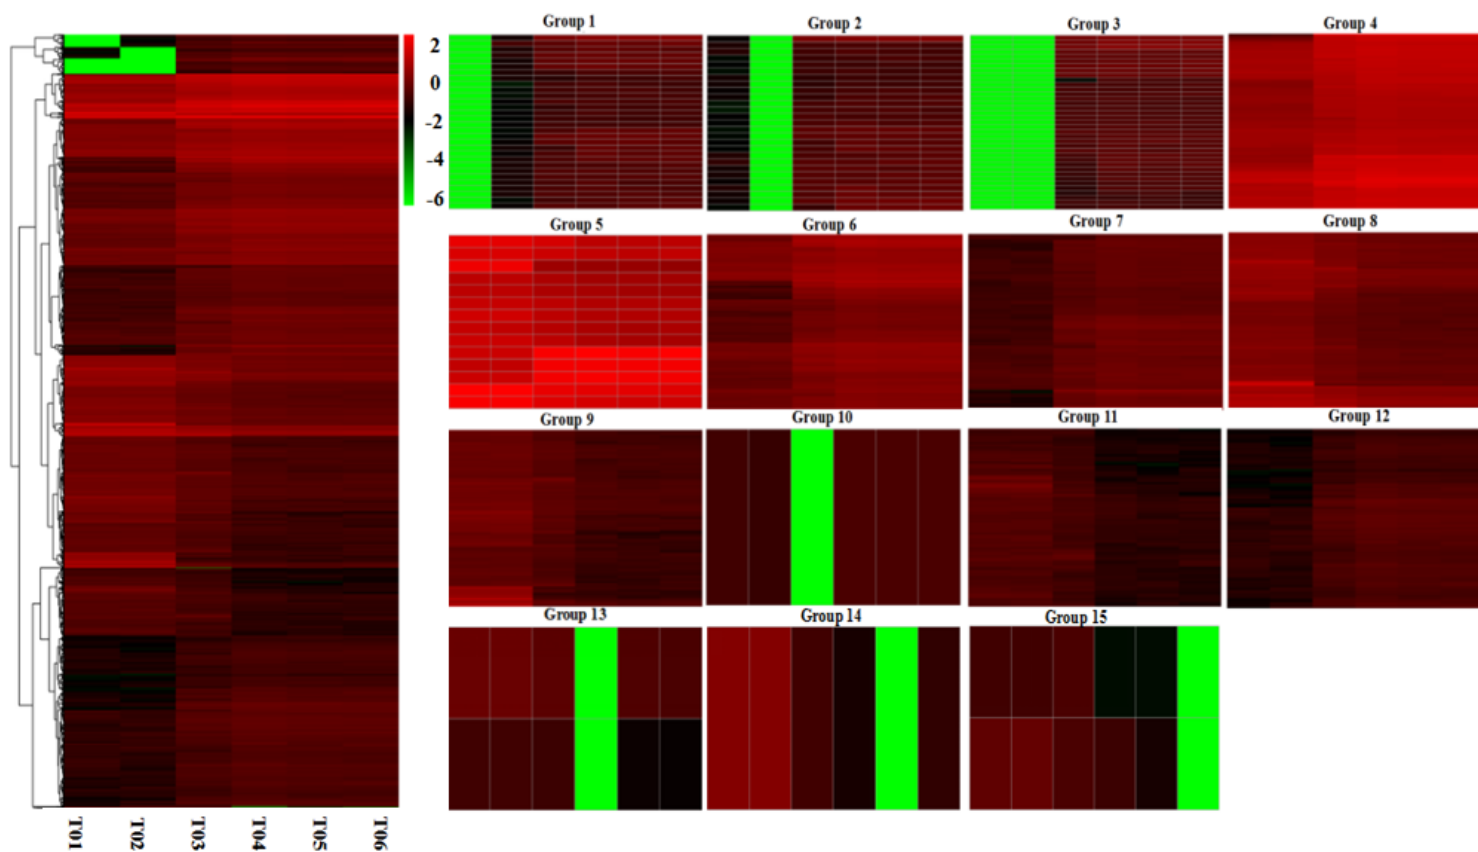 Group 1
Group 2
Group 3
Group 4
2
0
-2
-4
-6
Group 5
Group 6
Group 7
Group 8
Group 9
Group 10
Group 11
Group 12
Group 13
Group 14
Group 15
T01
T02
T03
T04
T05
T06